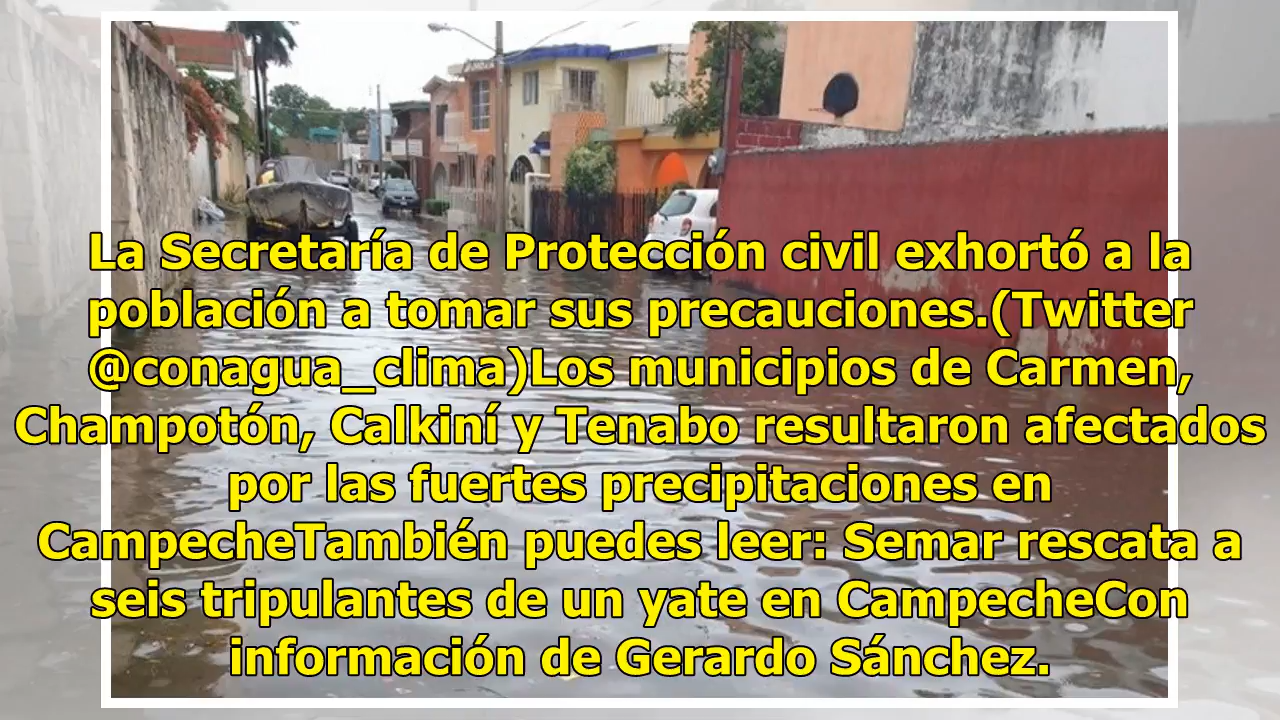 La Secretaría de Protección civil exhortó a la
población a tomar sus precauciones.(Twitter
@conagua_clima)Los municipios de Carmen,
Champotón, Calkiní y Tenabo resultaron afectados
por las fuertes precipitaciones en
CampecheTambién puedes leer: Semar rescata a
seis tripulantes de un yate en CampecheCon
información de Gerardo Sánchez.